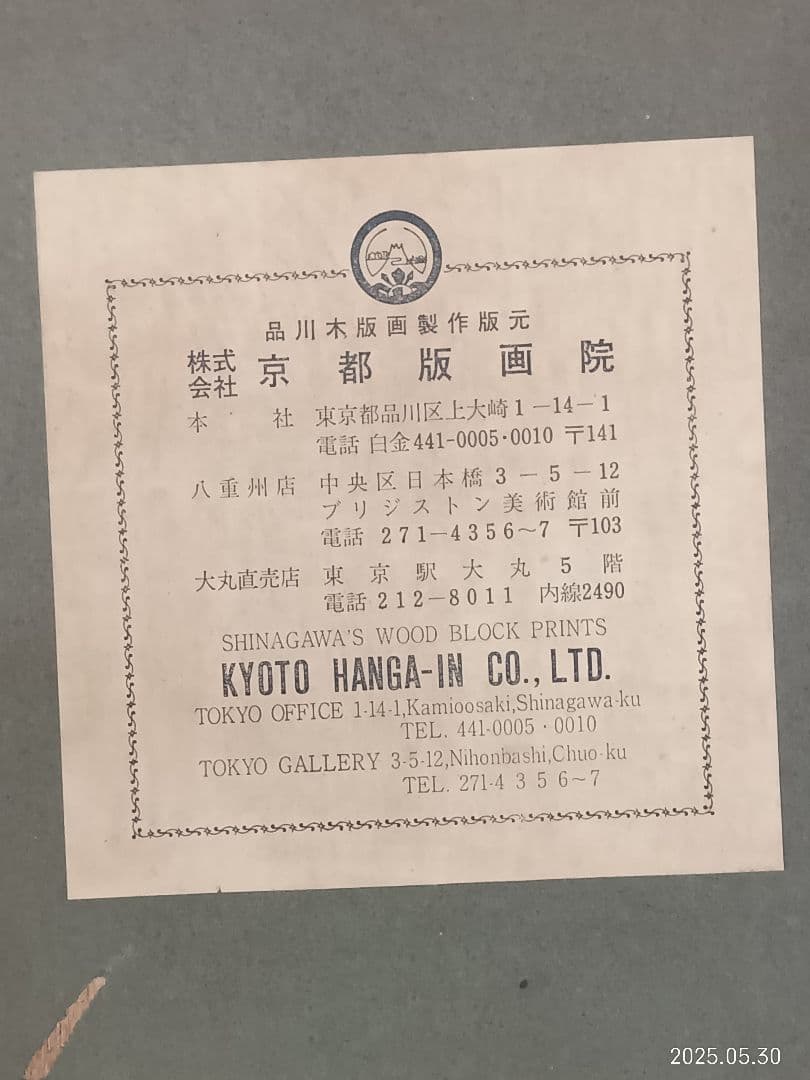 品川木版画製作版元
株式会社 京都版画院
本社 東京都品川区上大崎1-14-1
電話 白金441-0005・0010 〒141
八重州店 中央区日本橋3-5-12
ブリジストン美術館前
電話 271-4356~7 〒103
大丸直売店 東京駅大丸5階
電話 212-8011 内線2490
SHINAGAWA'S WOOD BLOCK PRINTS
KYOTO HANGA-IN CO., LTD.
TOKYO OFFICE 1-14-1,Kamioosaki,Shinagawa-ku
TEL. 441-0005・0010
TOKYO GALLERY 3-5-12,Nihonbashi,Chuo-ku
TEL. 271-4 3 5 6~7
2025.05.30